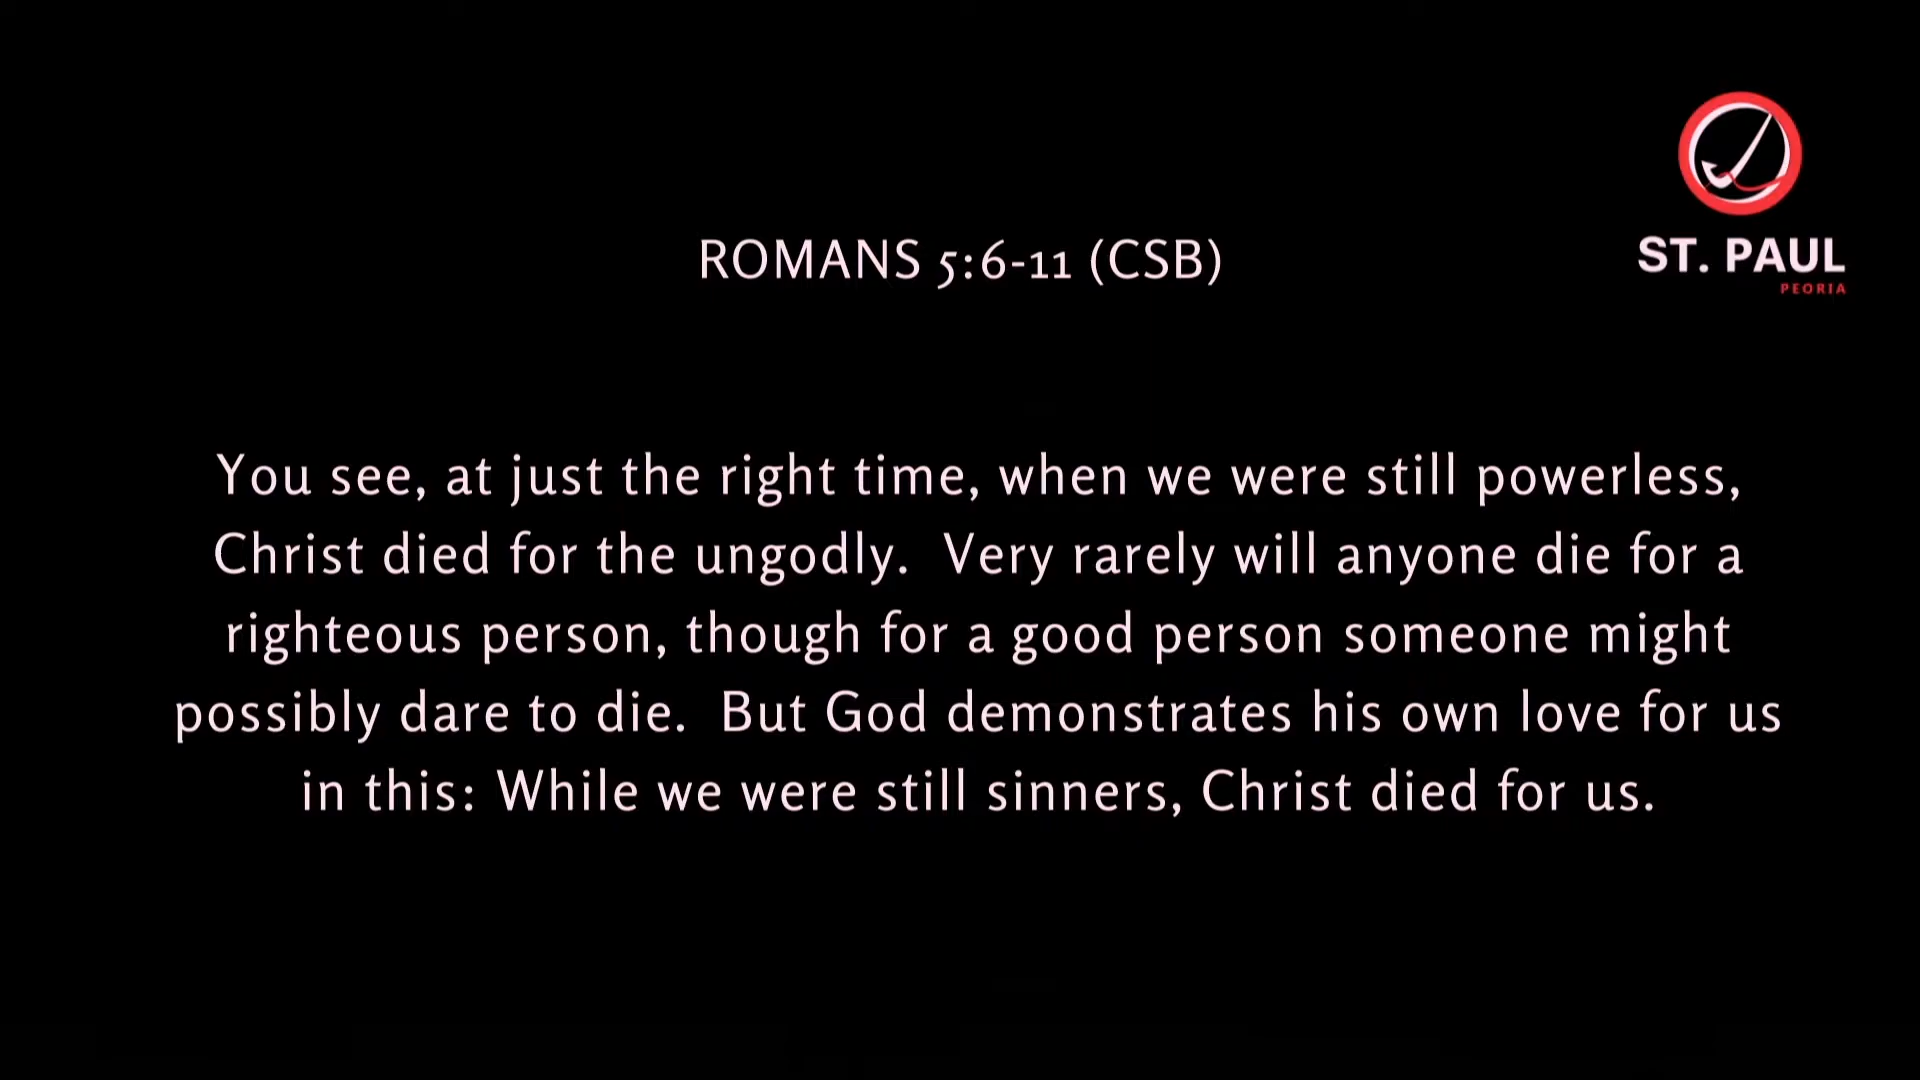 ST. PAUL
PEORIA
ROMANS 5:6-11 (CSB)
You see, at just the right time, when we were still powerless,
Christ died for the ungodly.  Very rarely will anyone die for a
righteous person, though for a good person someone might
possibly dare to die.  But God demonstrates his own love for us
in this: While we were still sinners, Christ died for us.